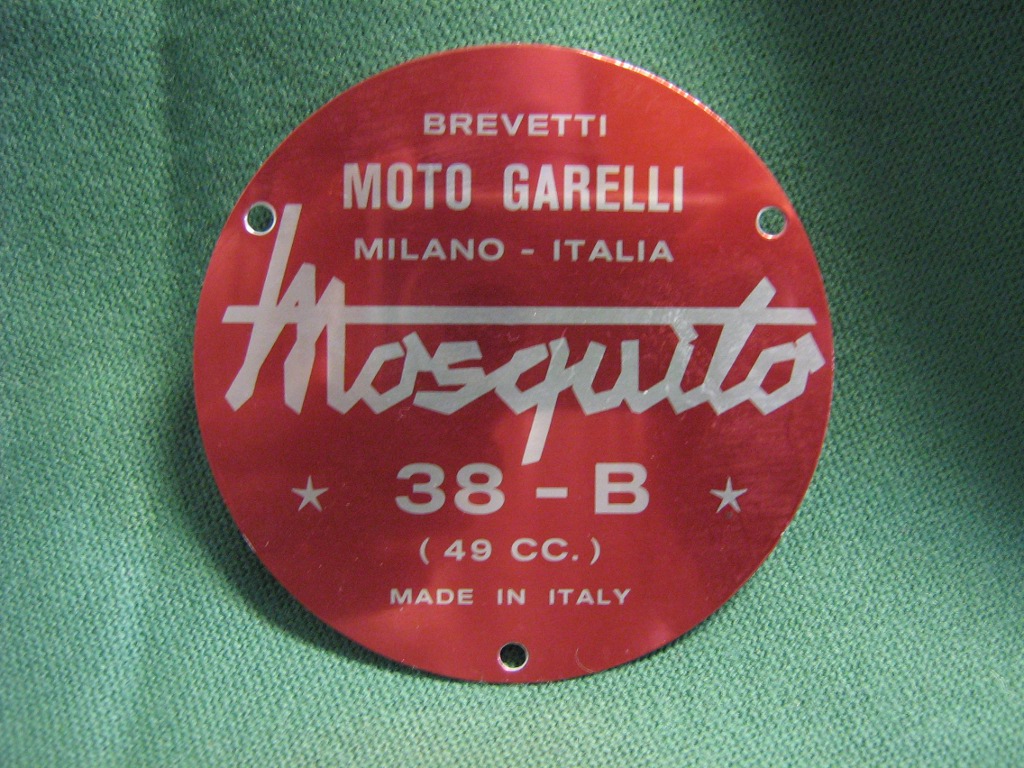 BREVETTI
MOTO GARELLI
MILANO - ITALIA
Mosquito
38 - B
( 49 CC. )
MADE IN ITALY